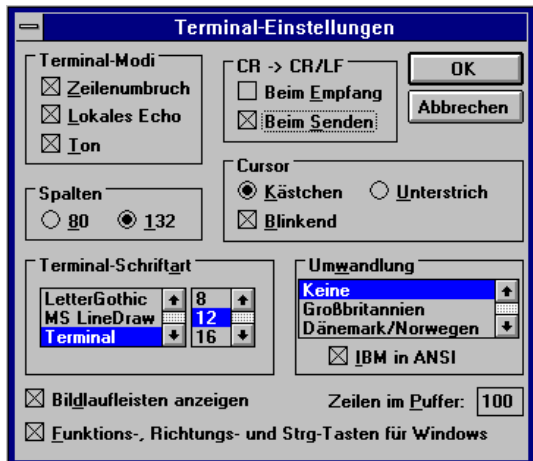 Terminal-Einstellungen
Terminal-Modi
Zeilenumbruch
Lokales Echo
Ton
CR -> CR/LF
Beim Empfang
Beim Senden
OK
Abbrechen
Spalten
80 132
Cursor
Kästchen Unterstrich
Blinkend
Terminal-Schriftart
LetterGothic
MS LineDraw
Terminal
8
12
16
Umwandlung
Keine
Großbritannien
Dänemark/Norwegen
IBM in ANSI
Bildlaufleisten anzeigen
Zeilen im Puffer: 100
Funktions-, Richtungs- und Strg-Tasten für Windows